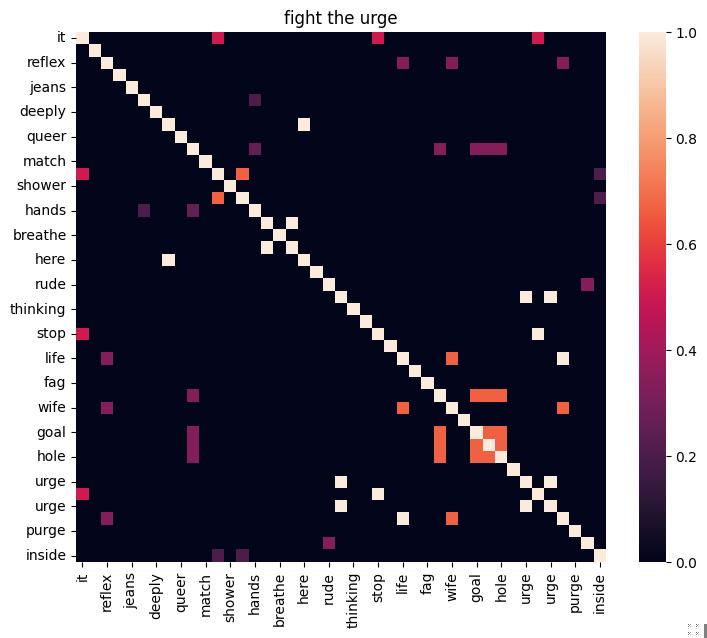 fight the urge
it
reflex
jeans
deeply
queer
match
shower
hands
breathe
here
rude
thinking
stop
life
fag
wife
goal
hole
urge
urge
purge
inside
it
reflex
jeans
deeply
queer
match
shower
hands
breathe
here
rude
thinking
stop
life
fag
wife
goal
hole
urge
urge
purge
inside
1.0
0.8
0.6
0.4
0.2
0.0